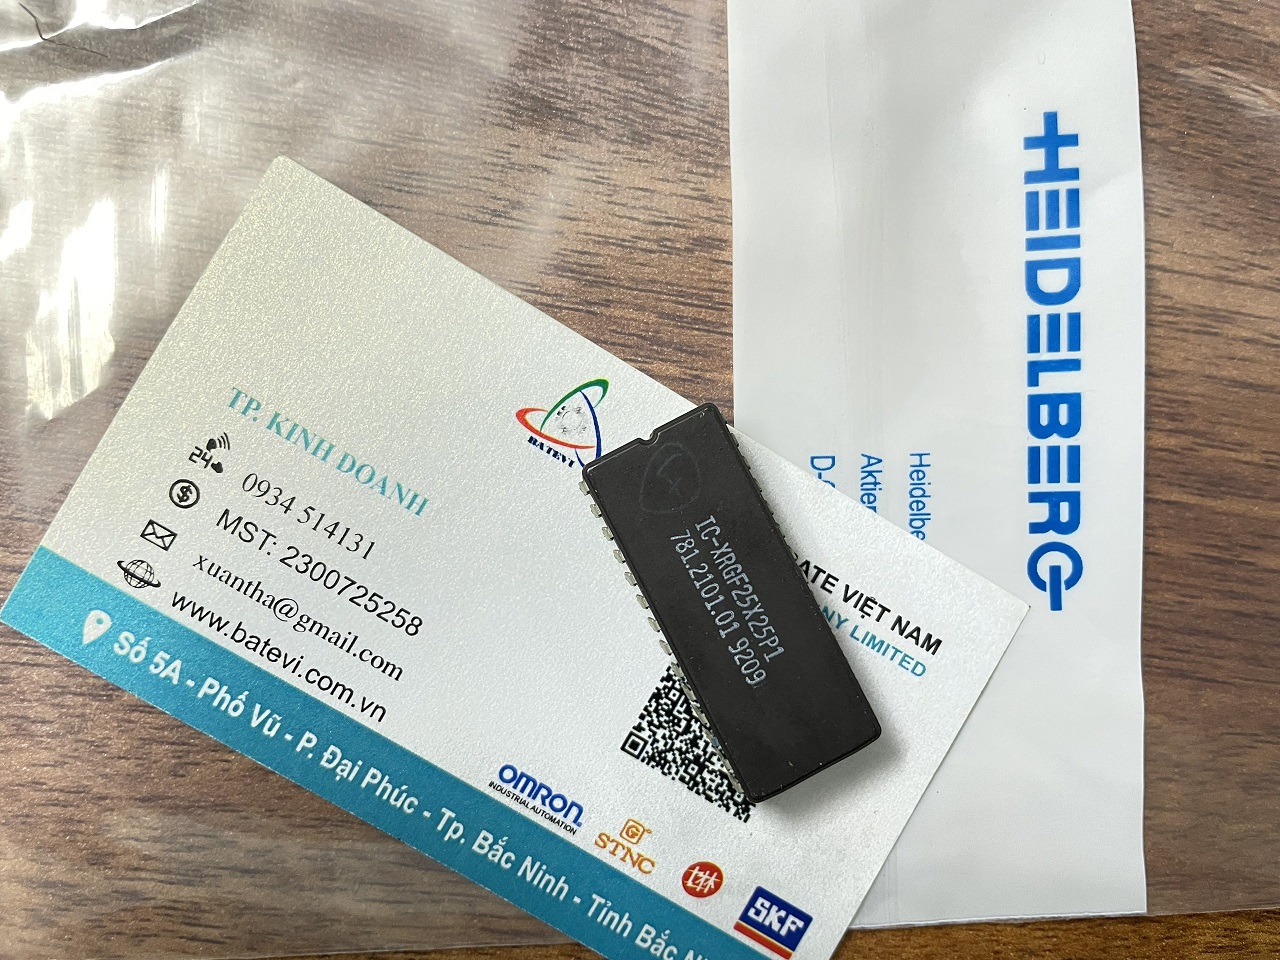 HEIDELBERG
Heidelbe
Aktien
TP. KINH DOANH
24
0934 514131
MST: 2300725258
xuantha@gmail.com
www.batevi.com.vn
Số 5A - Phố Vũ - P. Đại Phúc - Tp. Bắc Ninh - Tỉnh Bắc
BATEVI
ATE VIỆT NAM
NY LIMITED
IC-XRGF25X25P1
781.2101.01 9209
OMRON
INDUSTRIAL AUTOMATION
G
STNC
SKF